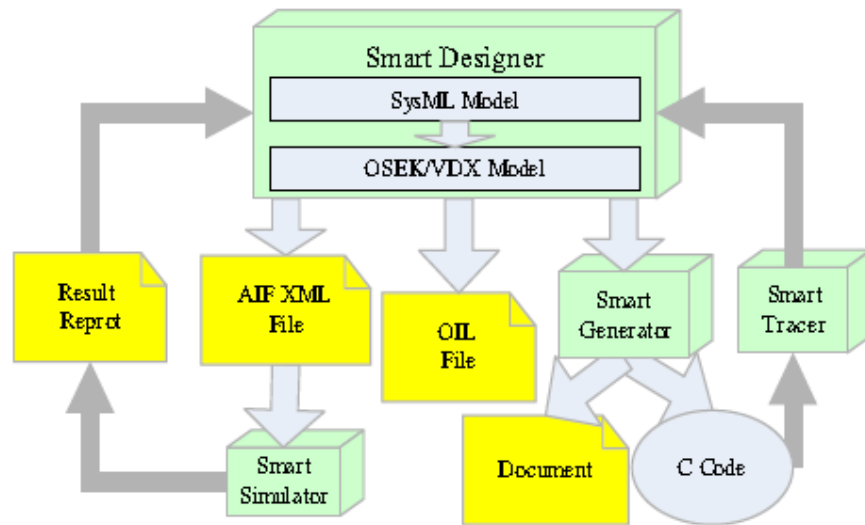 Smart Designer
SysML Model
OSEK/VDX Model
Result
Reprot
AIF XML
File
OIL
File
Smart
Generator
Smart
Tracer
Smart
Simulator
Document
C Code